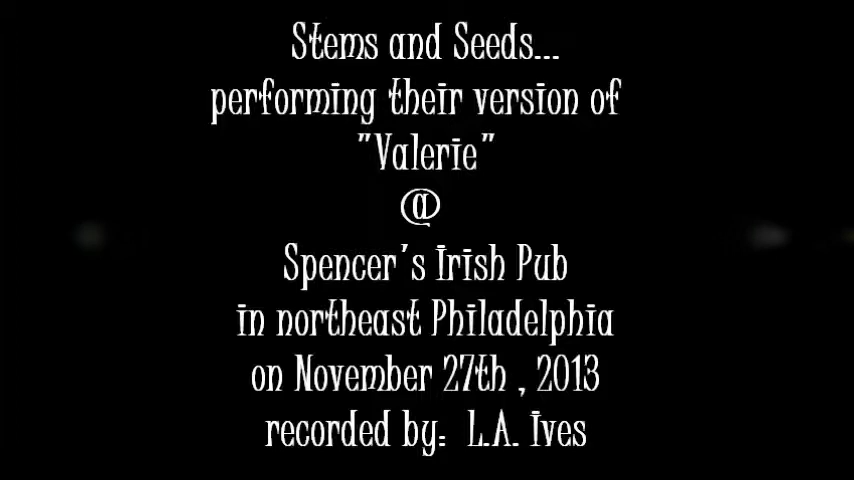 Stems and Seeds...
performing their version of
"Valerie"
@
Spencer's Irish Pub
in northeast Philadelphia
on November 27th , 2013
recorded by: L.A. Ives